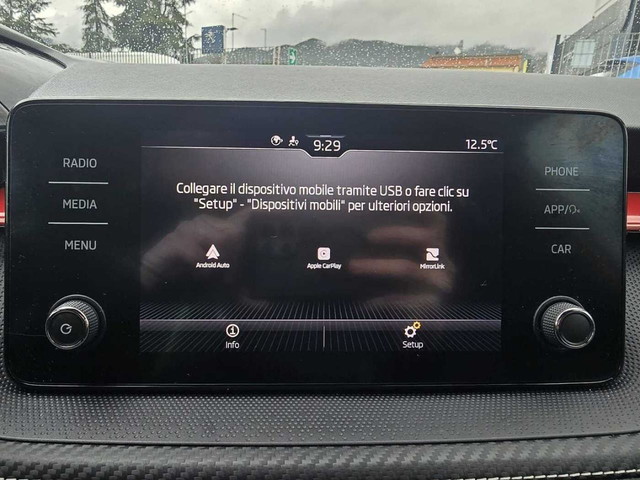 9:29
12.5°C
RADIO
MEDIA
MENU
Collegare il dispositivo mobile tramite USB o fare clic su
"Setup" - "Dispositivi mobili" per ulteriori opzioni.
Android Auto
Apple CarPlay
MirrorLink
Info
Setup
PHONE
APP/
CAR